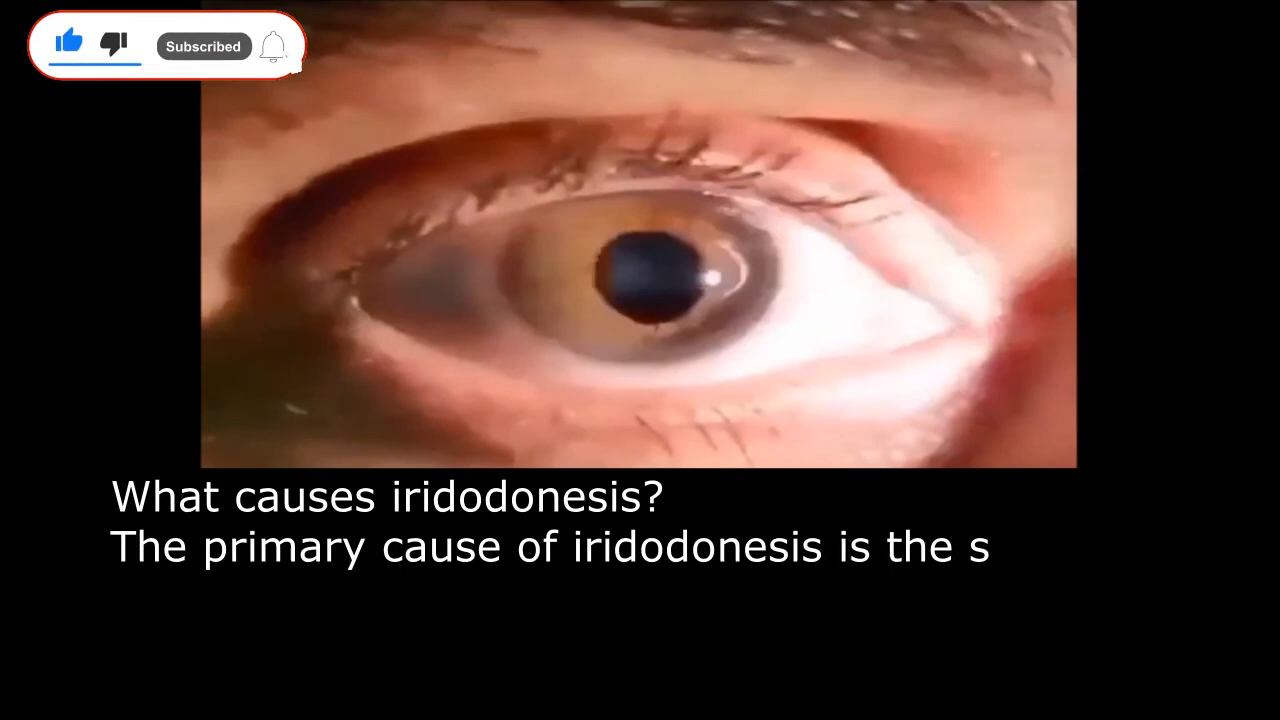 Subscribed
What causes iridodonesis?
The primary cause of iridodonesis is the s